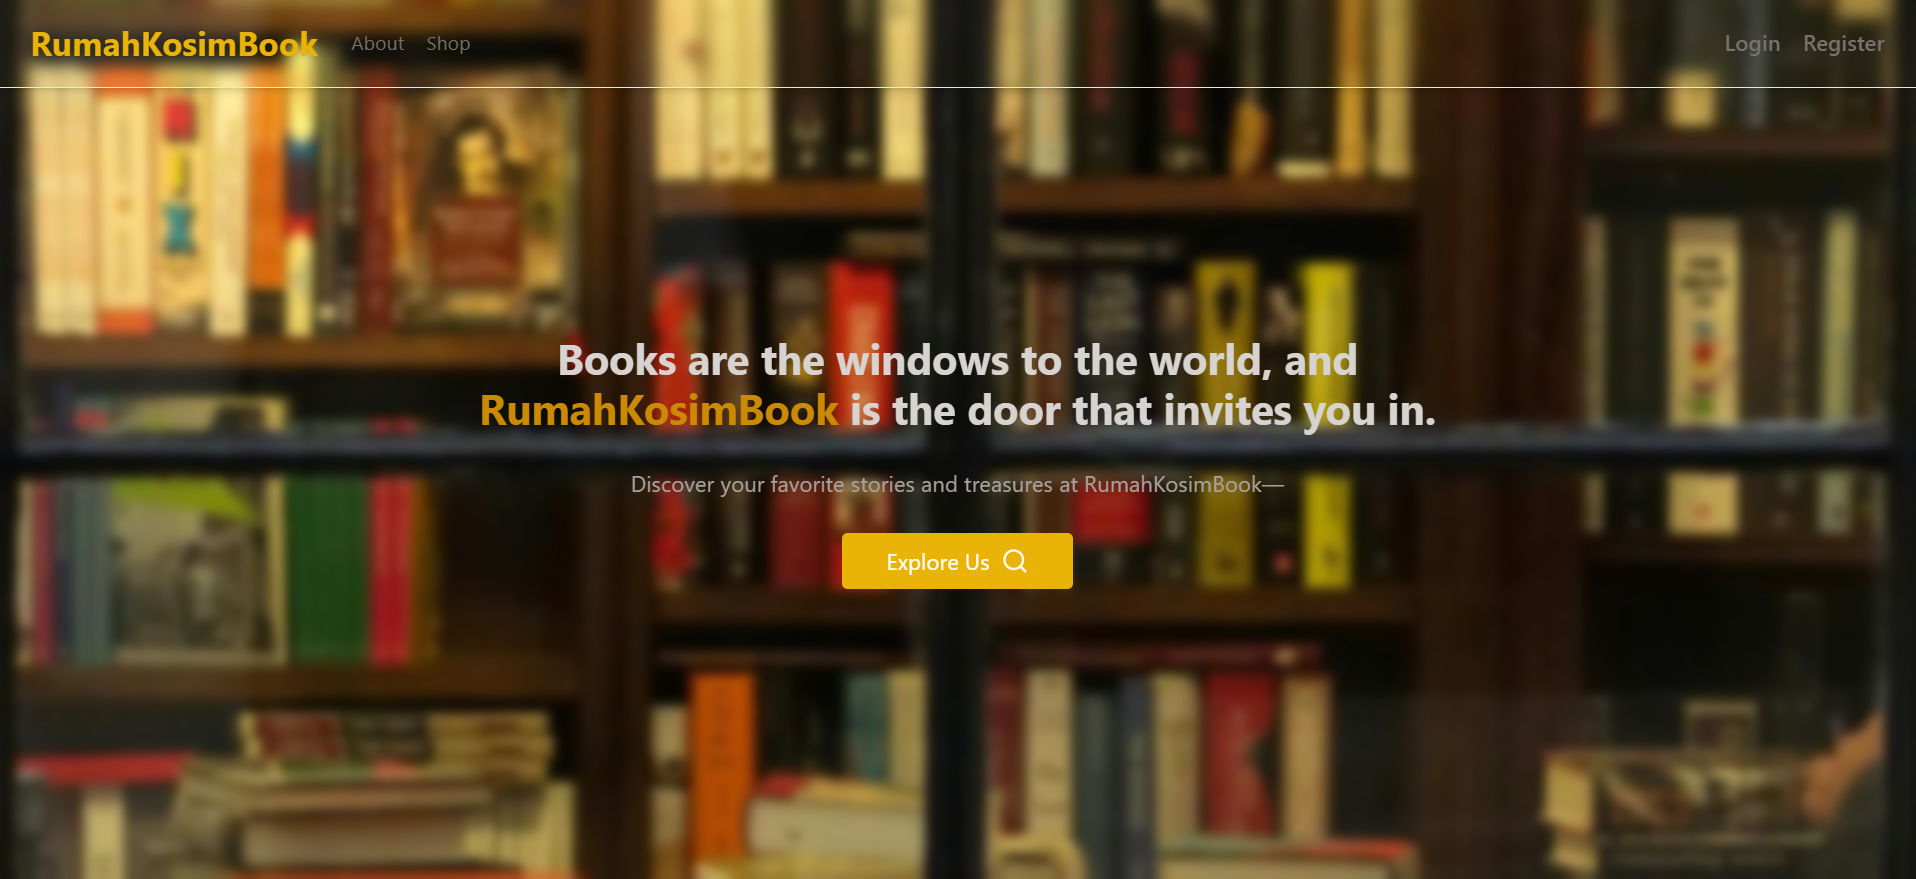 RumahKosimBook About Shop Login Register
Books are the windows to the world, and
RumahKosimBook is the door that invites you in.
Discover your favorite stories and treasures at RumahKosimBook—
Explore Us